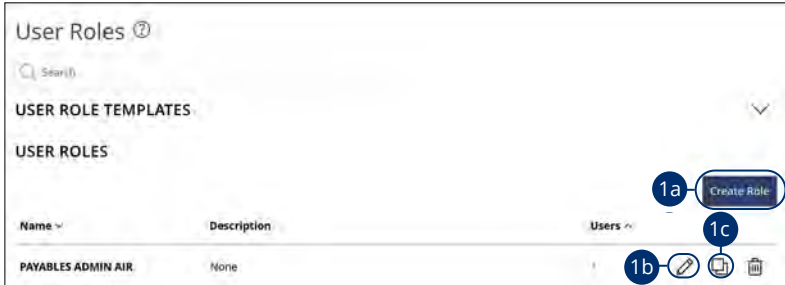 User Roles ?
Search
USER ROLE TEMPLATES
USER ROLES
1a Create Role
Name Description Users 1c
PAYABLES ADMIN AIR None 1b